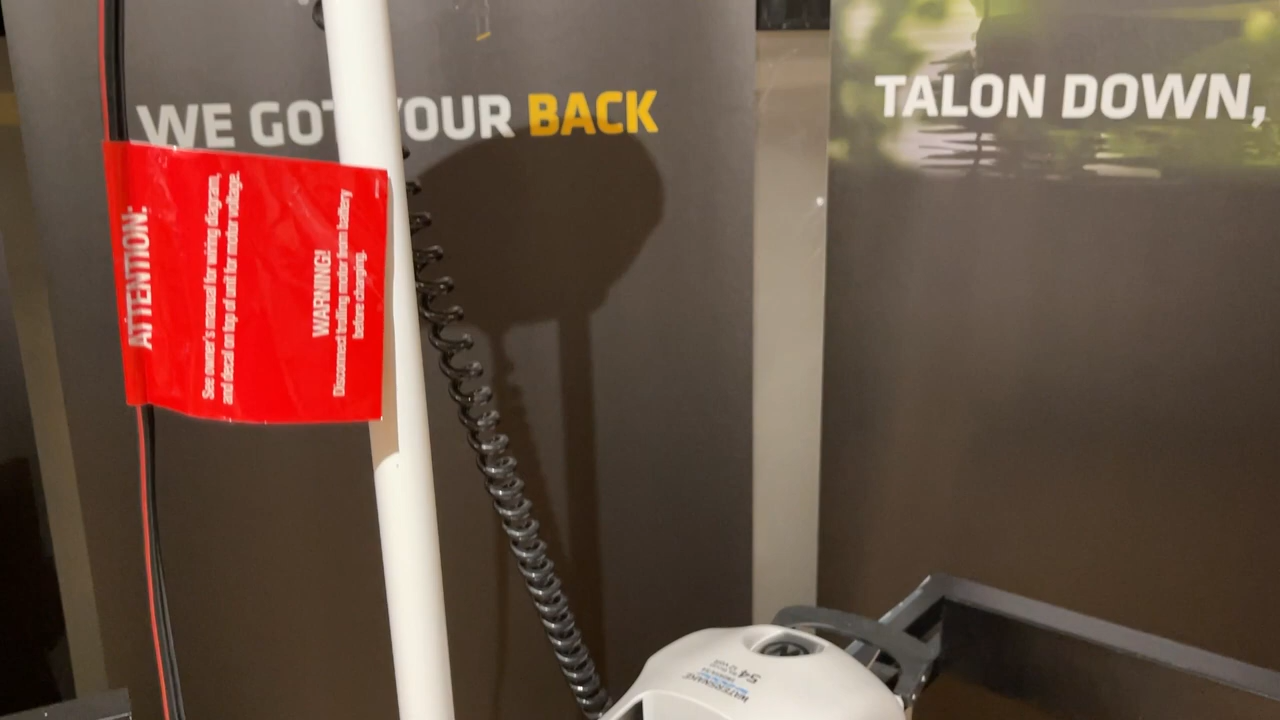 WE GOT YOUR BACK
TALON DOWN,
ATTENTION:
See owner's manual for wiring diagram,
and decal on top of unit for motor voltage.
WARNING!
Disconnect trolling motor from battery
before charging.
WATERSNAKE
54